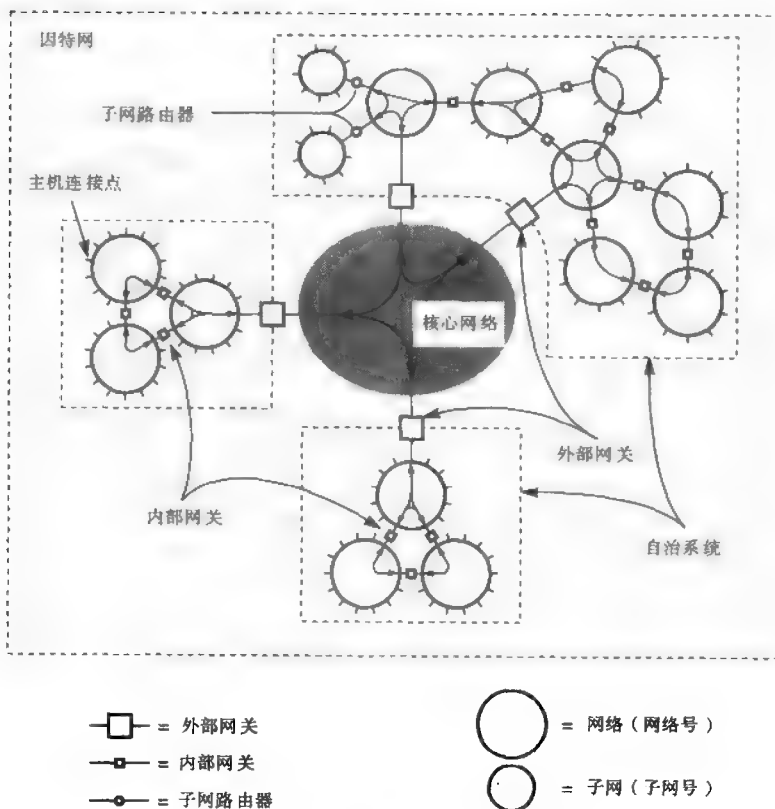 因特网
子网路由器
主机连接点
核心网络
外部网关
内部网关
自治系统
= 外部网关
= 网络（网络号）
= 内部网关
= 子网路由器
= 子网（子网号）